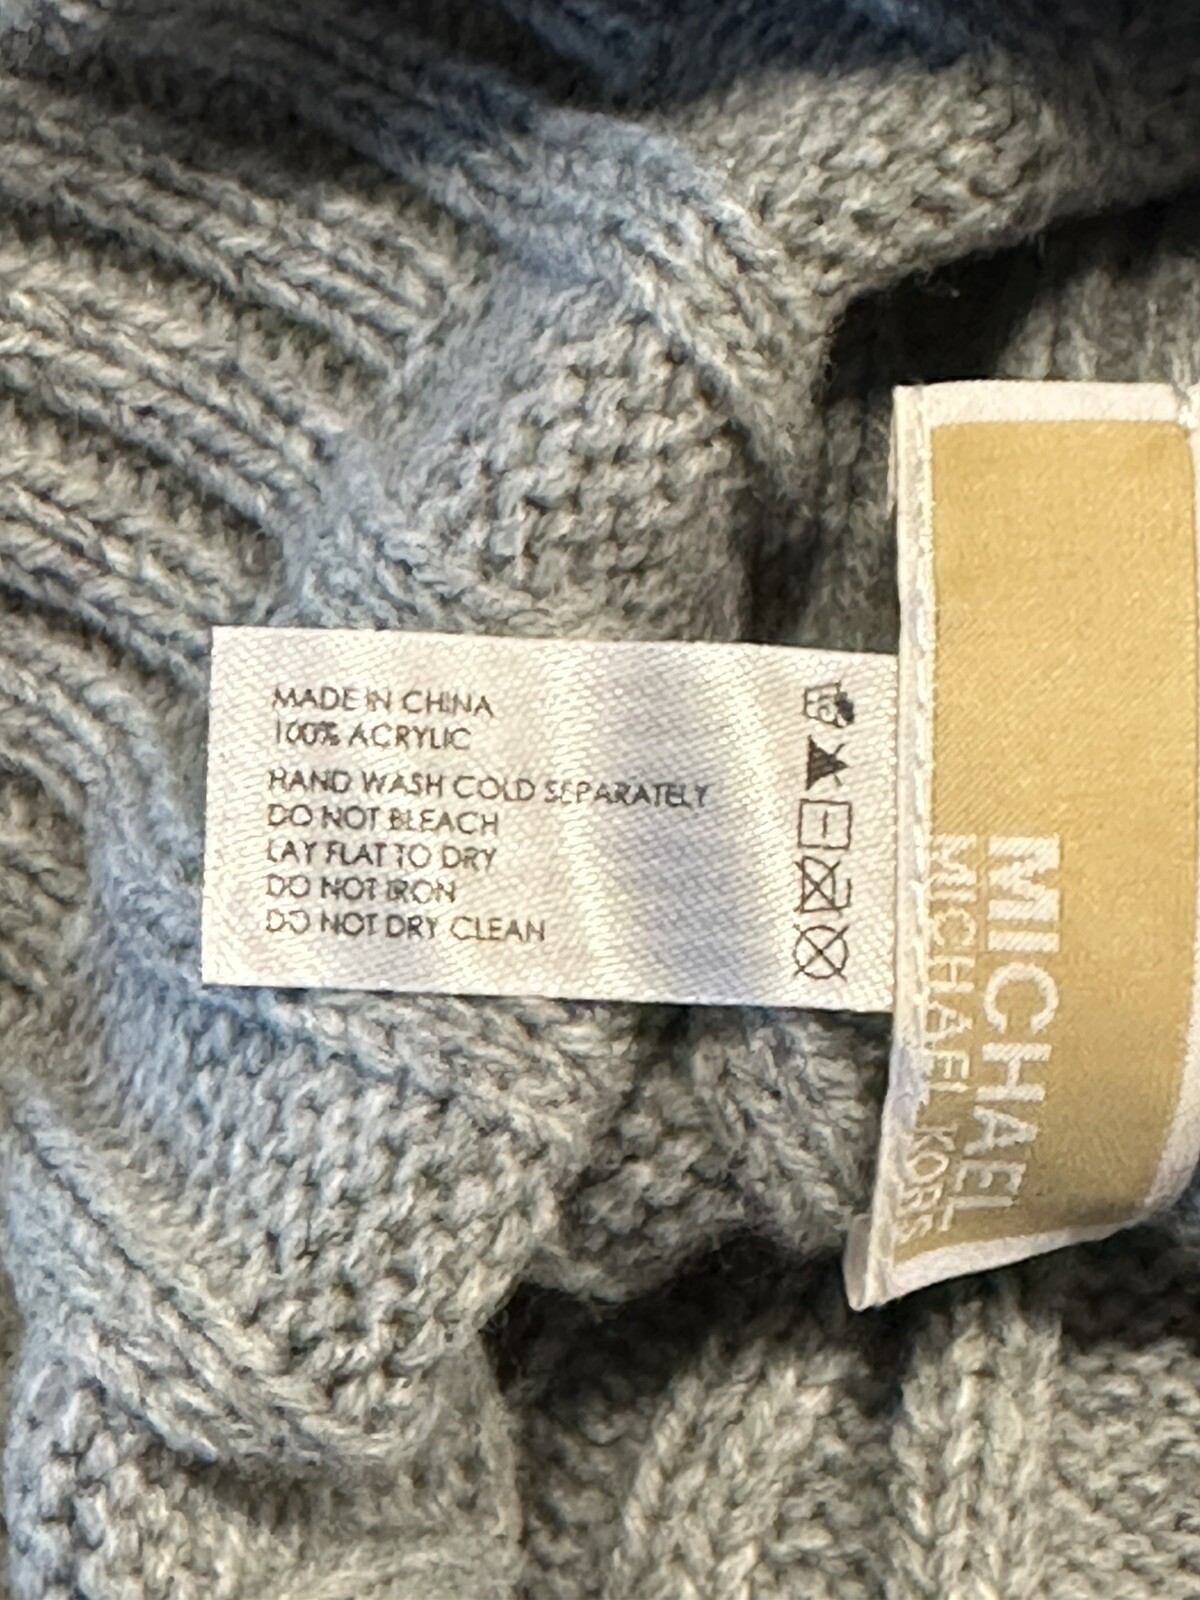 MADE IN CHINA
100% ACRYLIC
HAND WASH COLD SEPARATELY
DO NOT BLEACH
LAY FLAT TO DRY
DO NOT IRON
DO NOT DRY CLEAN
MICHAEL
MICHAEL KORS